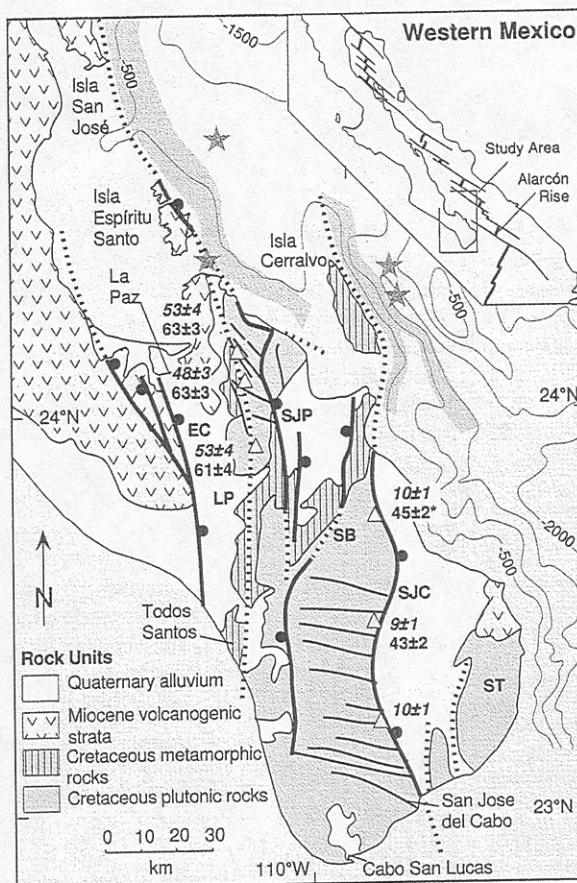 Western Mexico
-1500
-500
Isla
San
José
Study Area
Alarcón
Rise
Isla
Espíritu
Santo
Isla
Cerralvo
La
Paz
-500
53±4
63±3
48±3
63±3
24°N
24°N
EC
SJP
53±4
61±4
10±1
45±2*
LP
SB
-2000
-500
N
SJC
9±1
43±2
Todos
Santos
ST
Rock Units
Quaternary alluvium
Miocene volcanogenic
strata
Cretaceous metamorphic
rocks
Cretaceous plutonic rocks
10±1
San Jose
del Cabo
23°N
0 10 20 30
km
110°W
Cabo San Lucas